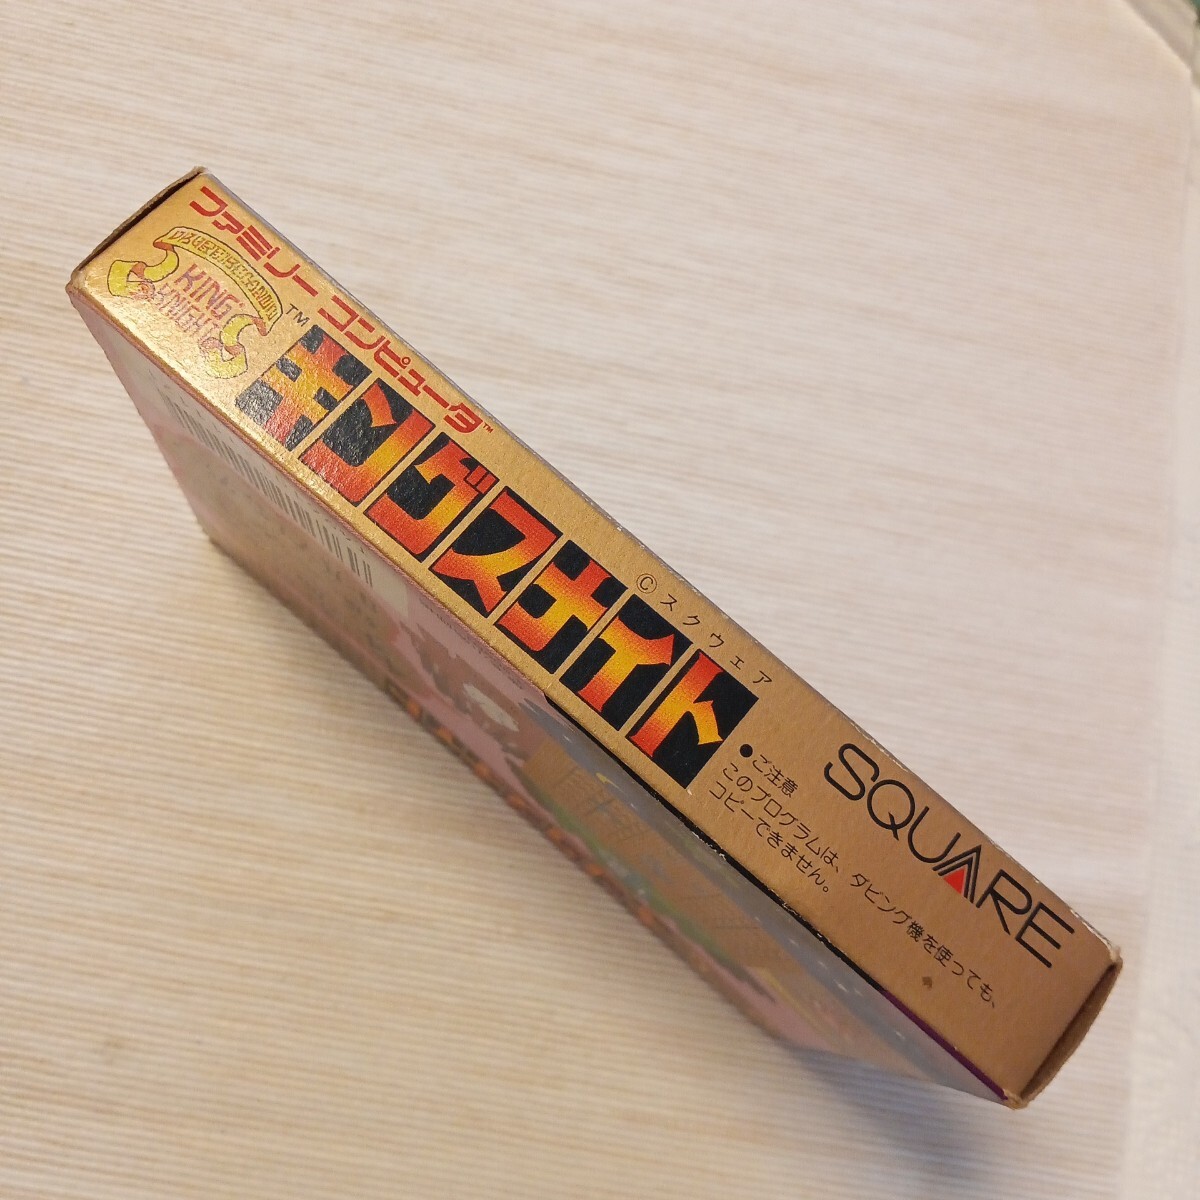 ファミリー コンピュータ™
KING'S
KNIGHT
™
キングスナイト
©スクウェア
●ご注意
このプログラムは、ダビング機を使っても、
コピーできません。
SQUARE